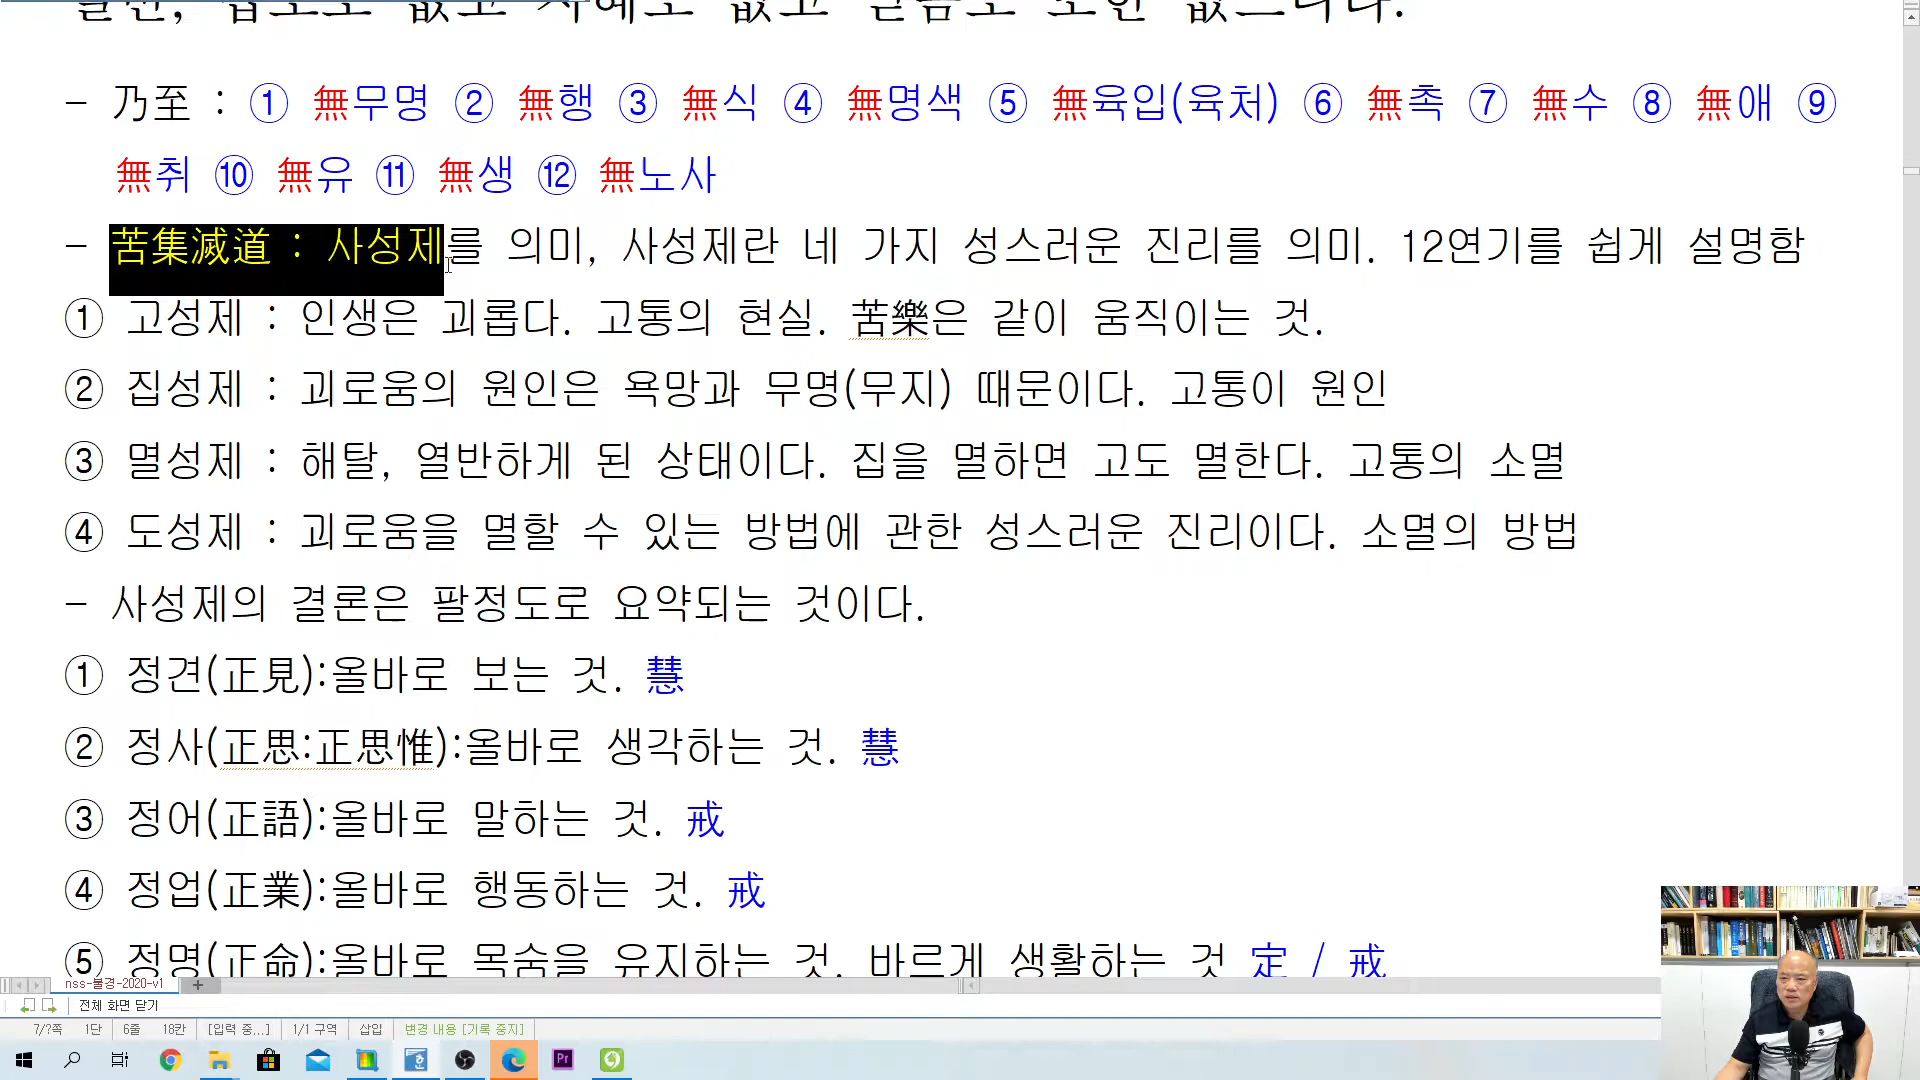 - 乃至 : ① 無무명 ② 無행 ③ 無식 ④ 無명색 ⑤ 無육입(육처) ⑥ 無촉 ⑦ 無수 ⑧ 無애 ⑨
無취 ⑩ 無유 ⑪ 無생 ⑫ 無노사
- 苦集滅道 : 사성제를 의미, 사성제란 네 가지 성스러운 진리를 의미. 12연기를 쉽게 설명함
① 고성제 : 인생은 괴롭다. 고통의 현실. 苦樂은 같이 움직이는 것.
② 집성제 : 괴로움의 원인은 욕망과 무명(무지) 때문이다. 고통이 원인
③ 멸성제 : 해탈, 열반하게 된 상태이다. 집을 멸하면 고도 멸한다. 고통의 소멸
④ 도성제 : 괴로움을 멸할 수 있는 방법에 관한 성스러운 진리이다. 소멸의 방법
- 사성제의 결론은 팔정도로 요약되는 것이다.
① 정견(正見):올바로 보는 것. 慧
② 정사(正思:正思惟):올바로 생각하는 것. 慧
③ 정어(正語):올바로 말하는 것. 戒
④ 정업(正業):올바로 행동하는 것. 戒
⑤ 정명(正命):올바로 목숨을 유지하는 것. 바르게 생활하는 것 定 / 戒
nss-불경-2020-v1
전체 화면 닫기
7/?쪽 1단 6줄 18칸 [입력 중...] 1/1 구역 삽입 변경 내용 [기록 중지]
Pr